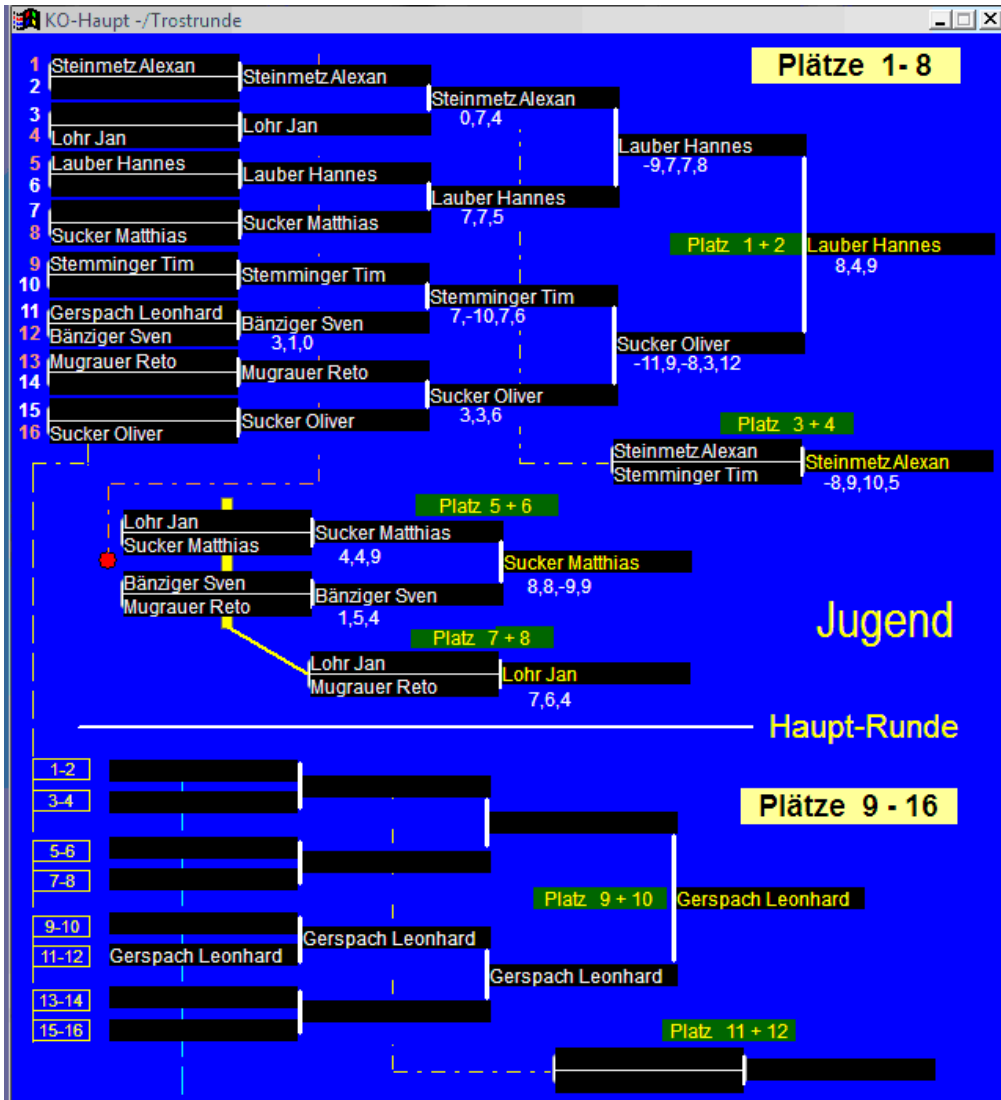 KO-Haupt -/Trostrunde
Plätze 1- 8
1 Steinmetz Alexan
2
Steinmetz Alexan
Steinmetz Alexan
0,7,4
3
4 Lohr Jan
Lohr Jan
Lauber Hannes
-9,7,7,8
5 Lauber Hannes
6
Lauber Hannes
Lauber Hannes
7,7,5
7
8 Sucker Matthias
Sucker Matthias
Platz 1 + 2
Lauber Hannes
8,4,9
9 Stemminger Tim
10
Stemminger Tim
Stemminger Tim
7,-10,7,6
11 Gerspach Leonhard
12 Bänziger Sven
Bänziger Sven
3,1,0
Sucker Oliver
-11,9,-8,3,12
13 Mugrauer Reto
14
Mugrauer Reto
Sucker Oliver
3,3,6
15
16 Sucker Oliver
Sucker Oliver
Platz 3 + 4
Steinmetz Alexan
Stemminger Tim
Steinmetz Alexan
-8,9,10,5
Platz 5 + 6
Lohr Jan
Sucker Matthias
Sucker Matthias
4,4,9
Sucker Matthias
8,8,-9,9
Bänziger Sven
Mugrauer Reto
Bänziger Sven
1,5,4
Jugend
Platz 7 + 8
Lohr Jan
Mugrauer Reto
Lohr Jan
7,6,4
Haupt-Runde
Plätze 9 - 16
1-2
3-4
5-6
7-8
Platz 9 + 10
Gerspach Leonhard
9-10
11-12 Gerspach Leonhard
Gerspach Leonhard
Gerspach Leonhard
13-14
15-16
Platz 11 + 12